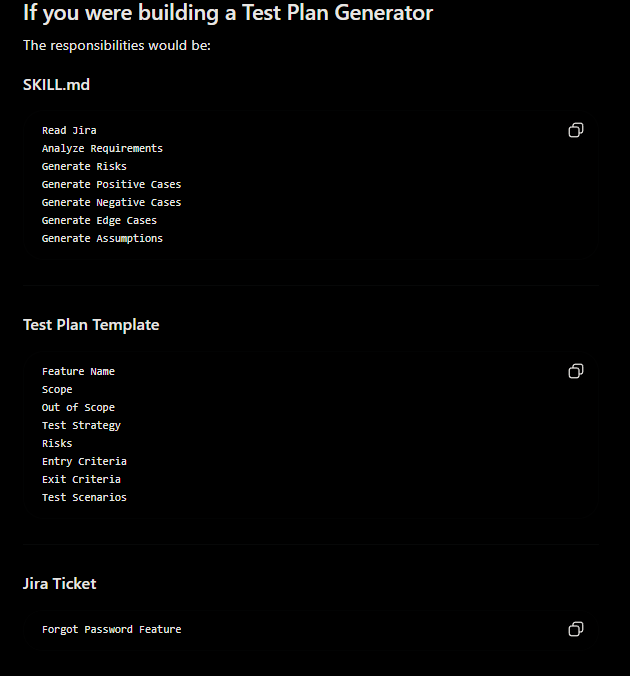 If you were building a Test Plan Generator
The responsibilities would be:
SKILL.md
Read Jira
Analyze Requirements
Generate Risks
Generate Positive Cases
Generate Negative Cases
Generate Edge Cases
Generate Assumptions
Test Plan Template
Feature Name
Scope
Out of Scope
Test Strategy
Risks
Entry Criteria
Exit Criteria
Test Scenarios
Jira Ticket
Forgot Password Feature